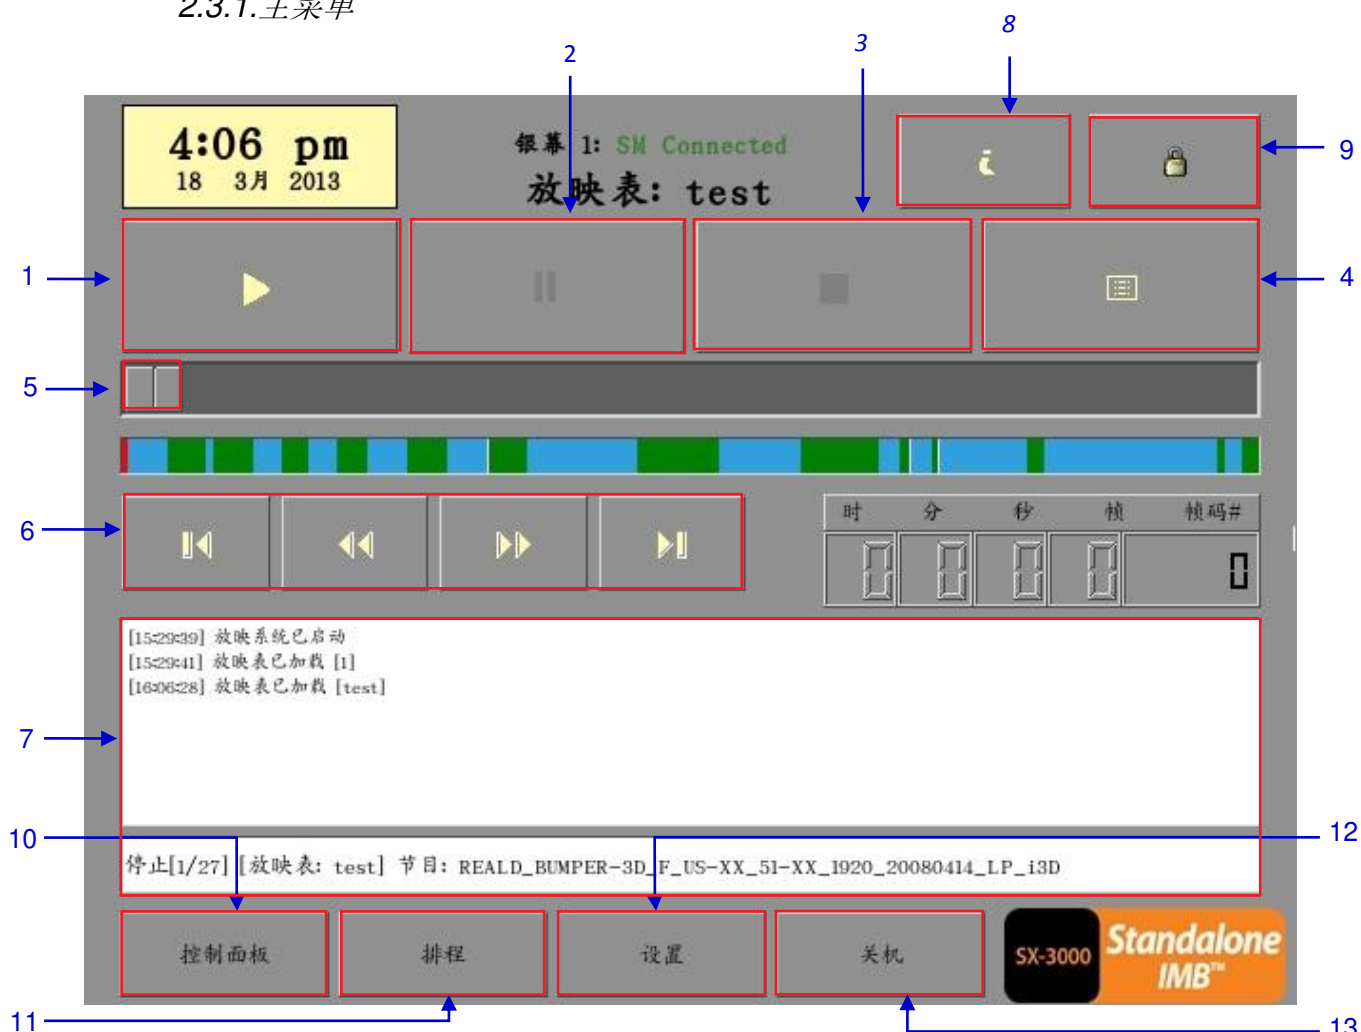 2.3.1.主菜单
8
3
2
4:06 pm
18 3月 2013
银幕 1: SM Connected
放映表: test
9
1
4
5
6
时 分 秒 帧 帧码#
0 0 0 0 0
[15:29:39] 放映系统已启动
[15:29:41] 放映表已加载 [1]
[16:06:28] 放映表已加载 [test]
7
10
12
停止[1/27] [放映表: test] 节目: REALD_BUMPER-3D_F_US-XX_51-XX_1920_20080414_LP_i3D
控制面板 排程 设置 关机
SX-3000 Standalone
IMB™
11
13